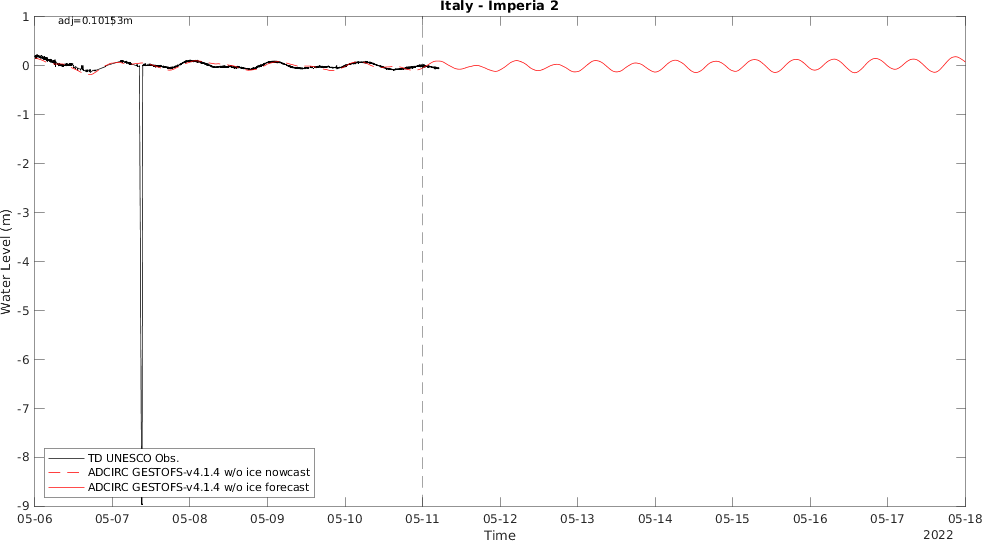 Italy - Imperia 2
adj=0.10153m
1
0
-1
-2
-3
-4
-5
-6
-7
-8
-9
Water Level (m)
TD UNESCO Obs.
ADCIRC GESTOFS-v4.1.4 w/o ice nowcast
ADCIRC GESTOFS-v4.1.4 w/o ice forecast
05-06 05-07 05-08 05-09 05-10 05-11 05-12 05-13 05-14 05-15 05-16 05-17 05-18
Time
2022